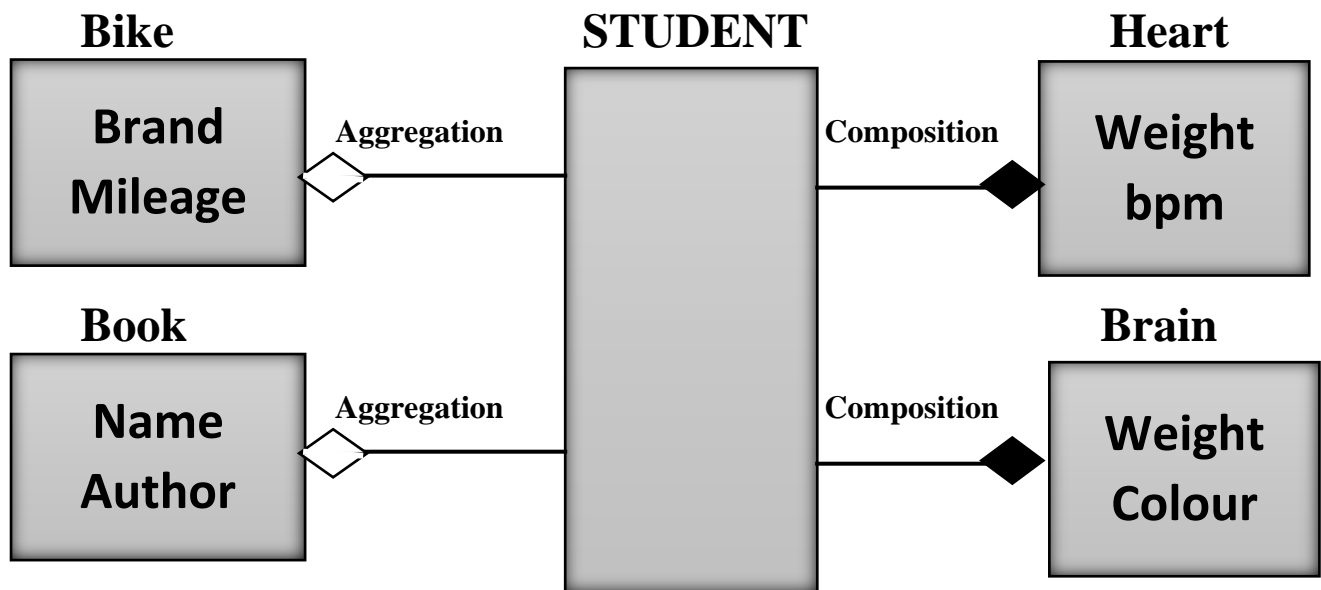 Bike
Brand
Mileage
Aggregation
Book
Name
Author
Aggregation
STUDENT
Heart
Composition
Weight
bpm
Brain
Composition
Weight
Colour